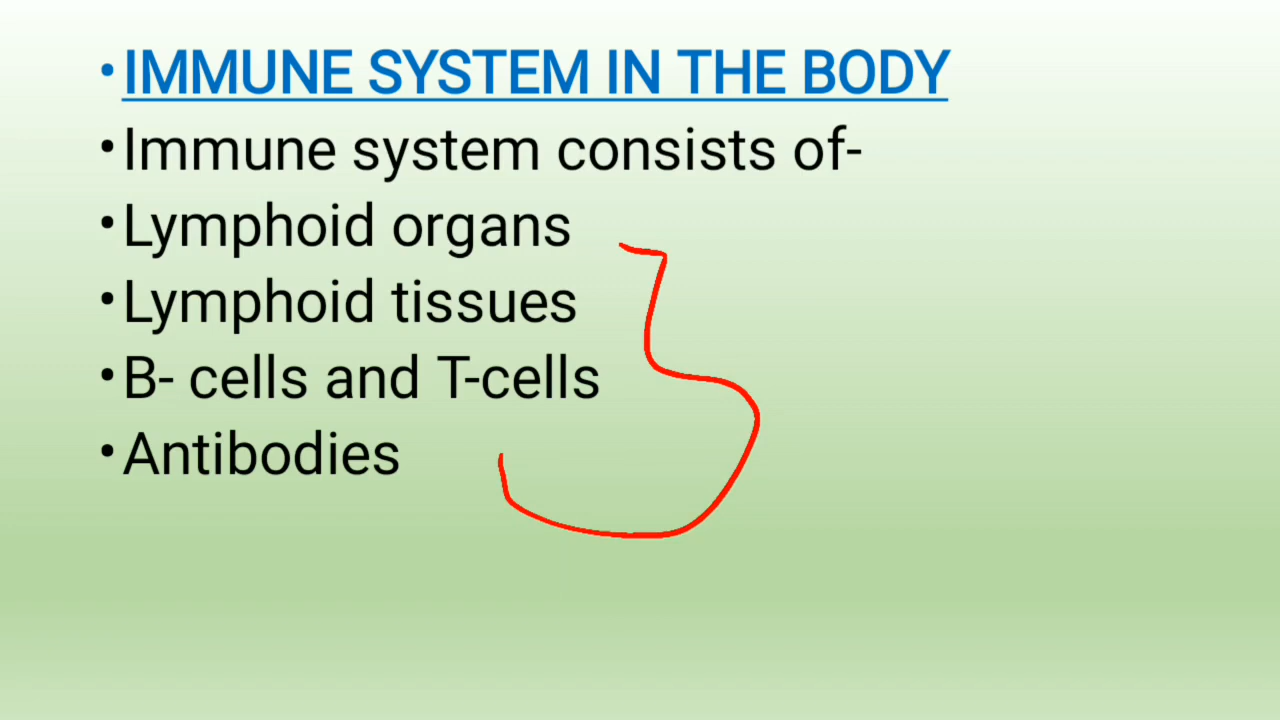 •IMMUNE SYSTEM IN THE BODY
•Immune system consists of-
•Lymphoid organs
•Lymphoid tissues
•B- cells and T-cells
•Antibodies